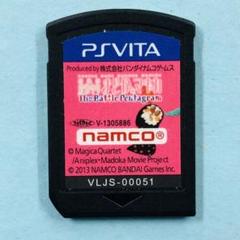 PSVITA
Produced by 株式会社バンダイナムコゲームス
The Battle Pentagram
V-1305886
namco®
© Magica Quartet
/Aniplex・Madoka Movie Project
© 2013 NAMCO BANDAI Games Inc.
VLJS-00051